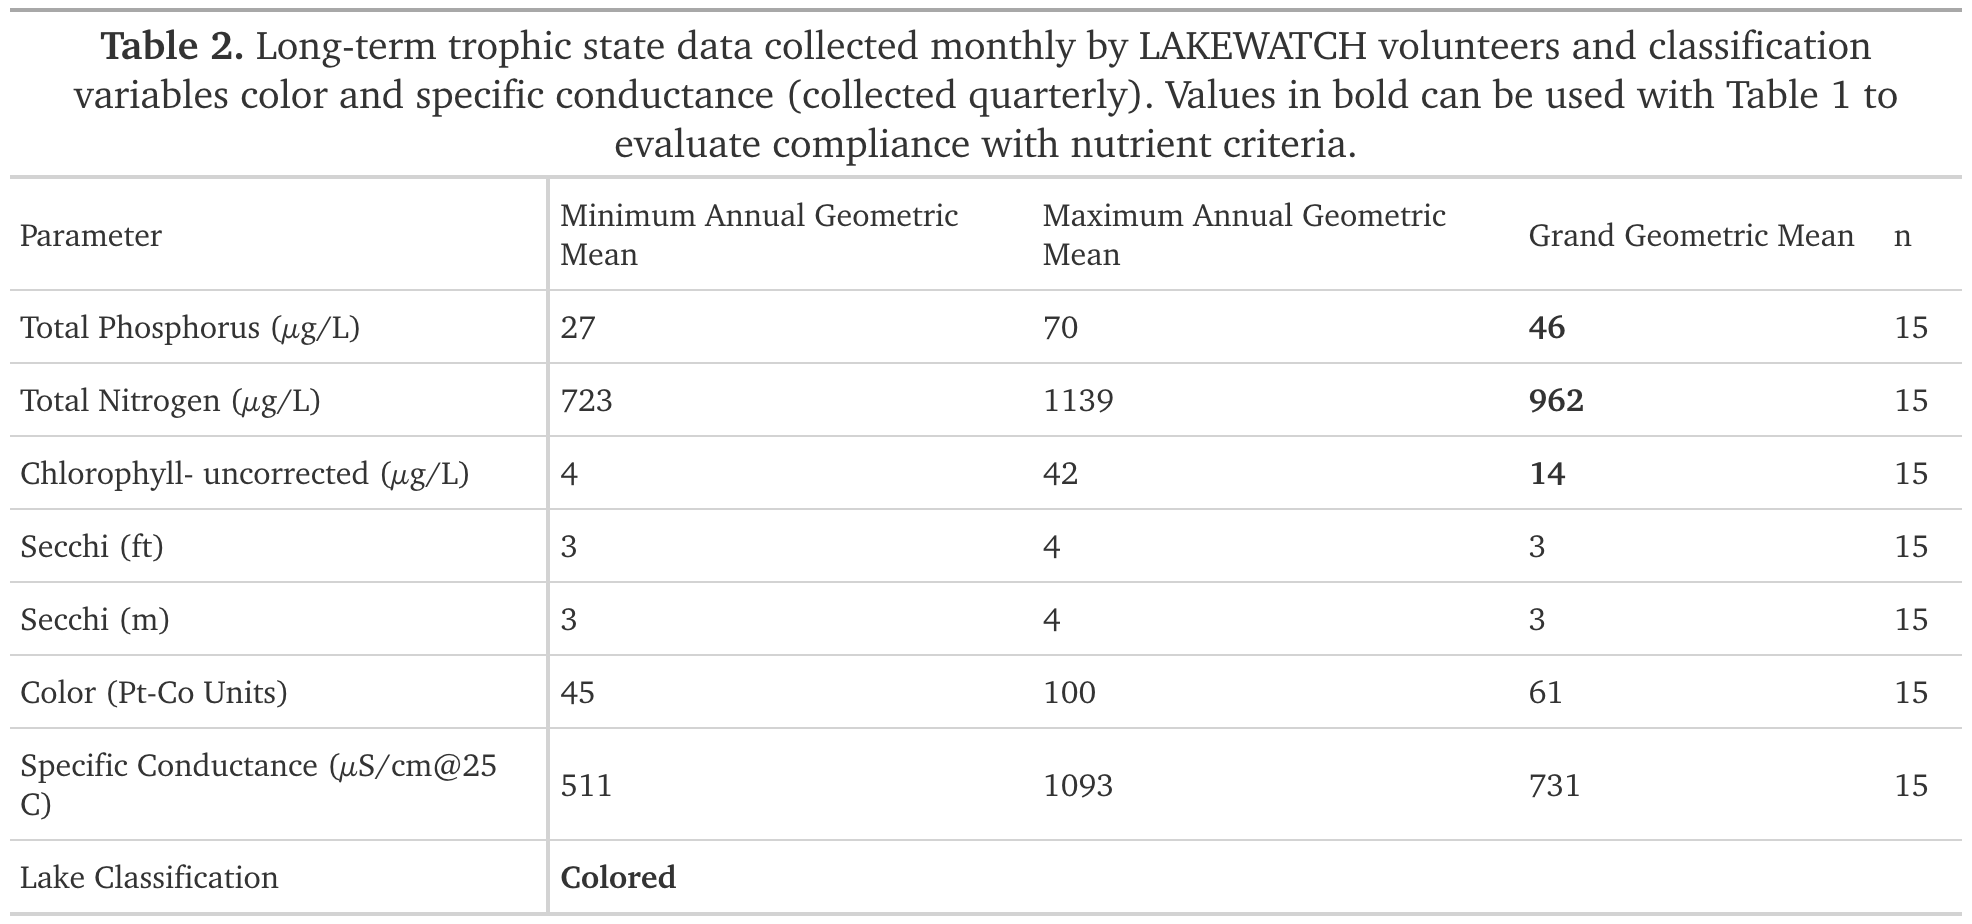 Table 2. Long-term trophic state data collected monthly by LAKEWATCH volunteers and classification
variables color and specific conductance (collected quarterly). Values in bold can be used with Table 1 to
evaluate compliance with nutrient criteria.
Parameter Minimum Annual Geometric Mean Maximum Annual Geometric Mean Grand Geometric Mean n
Total Phosphorus (μg/L) 27 70 46 15
Total Nitrogen (μg/L) 723 1139 962 15
Chlorophyll- uncorrected (μg/L) 4 42 14 15
Secchi (ft) 3 4 3 15
Secchi (m) 3 4 3 15
Color (Pt-Co Units) 45 100 61 15
Specific Conductance (μS/cm@25 C) 511 1093 731 15
Lake Classification Colored